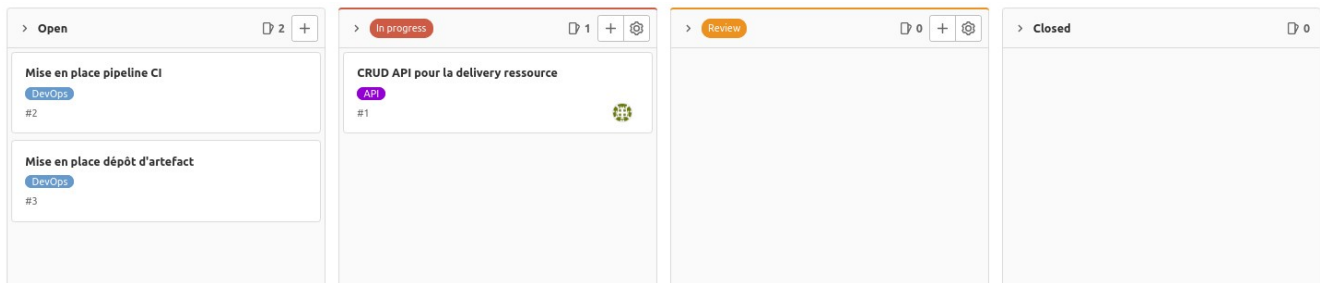 Open 2
Mise en place pipeline CI
DevOps
#2
Mise en place dépôt d'artefact
DevOps
#3
In progress 1
CRUD API pour la delivery ressource
API
#1
Review 0
Closed 0